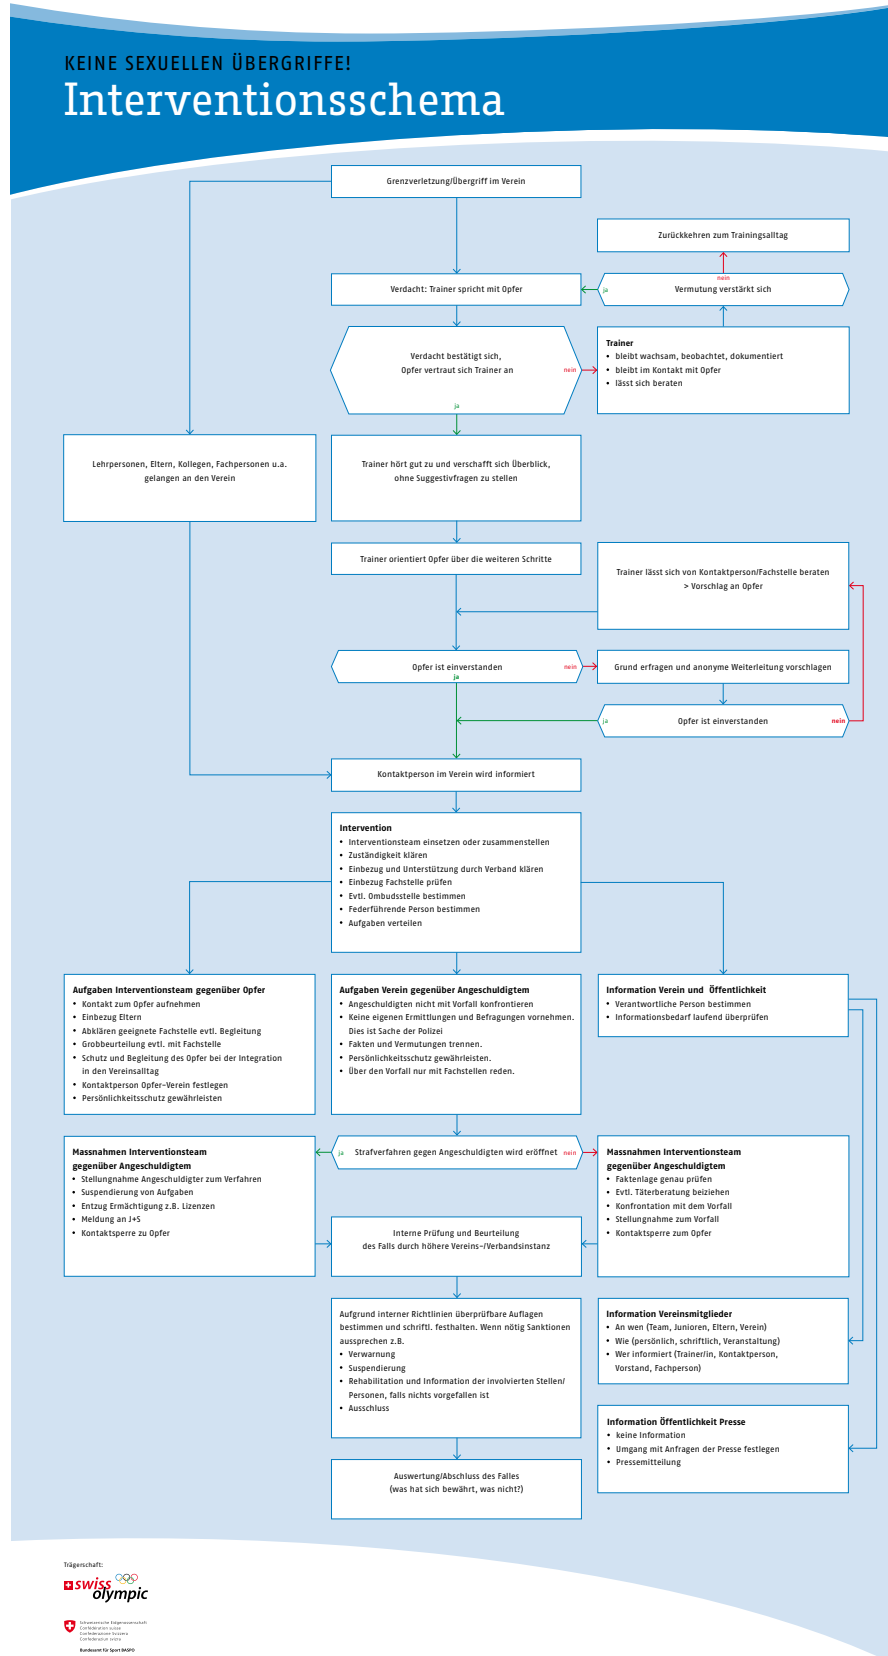 KEINE SEXUELLEN ÜBERGRIFFE!
Interventionsschema
Grenzverletzung/Übergriff im Verein
Zurückkehren zum Trainingsalltag
nein
Verdacht: Trainer spricht mit Opfer
ja
Vermutung verstärkt sich
Verdacht bestätigt sich,
Opfer vertraut sich Trainer an
nein
ja
Trainer
• bleibt wachsam, beobachtet, dokumentiert
• bleibt im Kontakt mit Opfer
• lässt sich beraten
Lehrpersonen, Eltern, Kollegen, Fachpersonen u.a.
gelangen an den Verein
Trainer hört gut zu und verschafft sich Überblick,
ohne Suggestivfragen zu stellen
Trainer orientiert Opfer über die weiteren Schritte
Trainer lässt sich von Kontaktperson/Fachstelle beraten
> Vorschlag an Opfer
Opfer ist einverstanden
nein
ja
Grund erfragen und anonyme Weiterleitung vorschlagen
ja
Opfer ist einverstanden
nein
Kontaktperson im Verein wird informiert
Intervention
• Interventionsteam einsetzen oder zusammenstellen
• Zuständigkeit klären
• Einbezug und Unterstützung durch Verband klären
• Einbezug Fachstelle prüfen
• Evtl. Ombudsstelle bestimmen
• Federführende Person bestimmen
• Aufgaben verteilen
Aufgaben Interventionsteam gegenüber Opfer
• Kontakt zum Opfer aufnehmen
• Einbezug Eltern
• Abklären geeignete Fachstelle evtl. Begleitung
• Grobbeurteilung evtl. mit Fachstelle
• Schutz und Begleitung des Opfer bei der Integration
in den Vereinsalltag
• Kontaktperson Opfer-Verein festlegen
• Persönlichkeitsschutz gewährleisten
Aufgaben Verein gegenüber Angeschuldigtem
• Angeschuldigten nicht mit Vorfall konfrontieren
• Keine eigenen Ermittlungen und Befragungen vornehmen.
Dies ist Sache der Polizei
• Fakten und Vermutungen trennen.
• Persönlichkeitsschutz gewährleisten.
• Über den Vorfall nur mit Fachstellen reden.
Information Verein und Öffentlichkeit
• Verantwortliche Person bestimmen
• Informationsbedarf laufend überprüfen
Massnahmen Interventionsteam
gegenüber Angeschuldigtem
• Stellungnahme Angeschuldigter zum Verfahren
• Suspendierung von Aufgaben
• Entzug Ermächtigung z.B. Lizenzen
• Meldung an J+S
• Kontaktsperre zu Opfer
ja
Strafverfahren gegen Angeschuldigten wird eröffnet
nein
Massnahmen Interventionsteam
gegenüber Angeschuldigtem
• Faktenlage genau prüfen
• Evtl. Täterberatung beiziehen
• Konfrontation mit dem Vorfall
• Stellungnahme zum Vorfall
• Kontaktsperre zum Opfer
Interne Prüfung und Beurteilung
des Falls durch höhere Vereins-/Verbandsinstanz
Aufgrund interner Richtlinien überprüfbare Auflagen
bestimmen und schriftl. festhalten. Wenn nötig Sanktionen
aussprechen z.B.
• Verwarnung
• Suspendierung
• Rehabilitation und Information der involvierten Stellen/
Personen, falls nichts vorgefallen ist
• Ausschluss
Information Vereinsmitglieder
• An wen (Team, Junioren, Eltern, Verein)
• Wie (persönlich, schriftlich, Veranstaltung)
• Wer informiert (Trainer/in, Kontaktperson,
Vorstand, Fachperson)
Information Öffentlichkeit Presse
• keine Information
• Umgang mit Anfragen der Presse festlegen
• Pressemitteilung
Auswertung/Abschluss des Falles
(was hat sich bewährt, was nicht?)
Trägerschaft:
swiss
olympic
Schweizerische Eidgenossenschaft
Confédération suisse
Confederazione Svizzera
Confederaziun svizra
Bundesamt für Sport BASPO